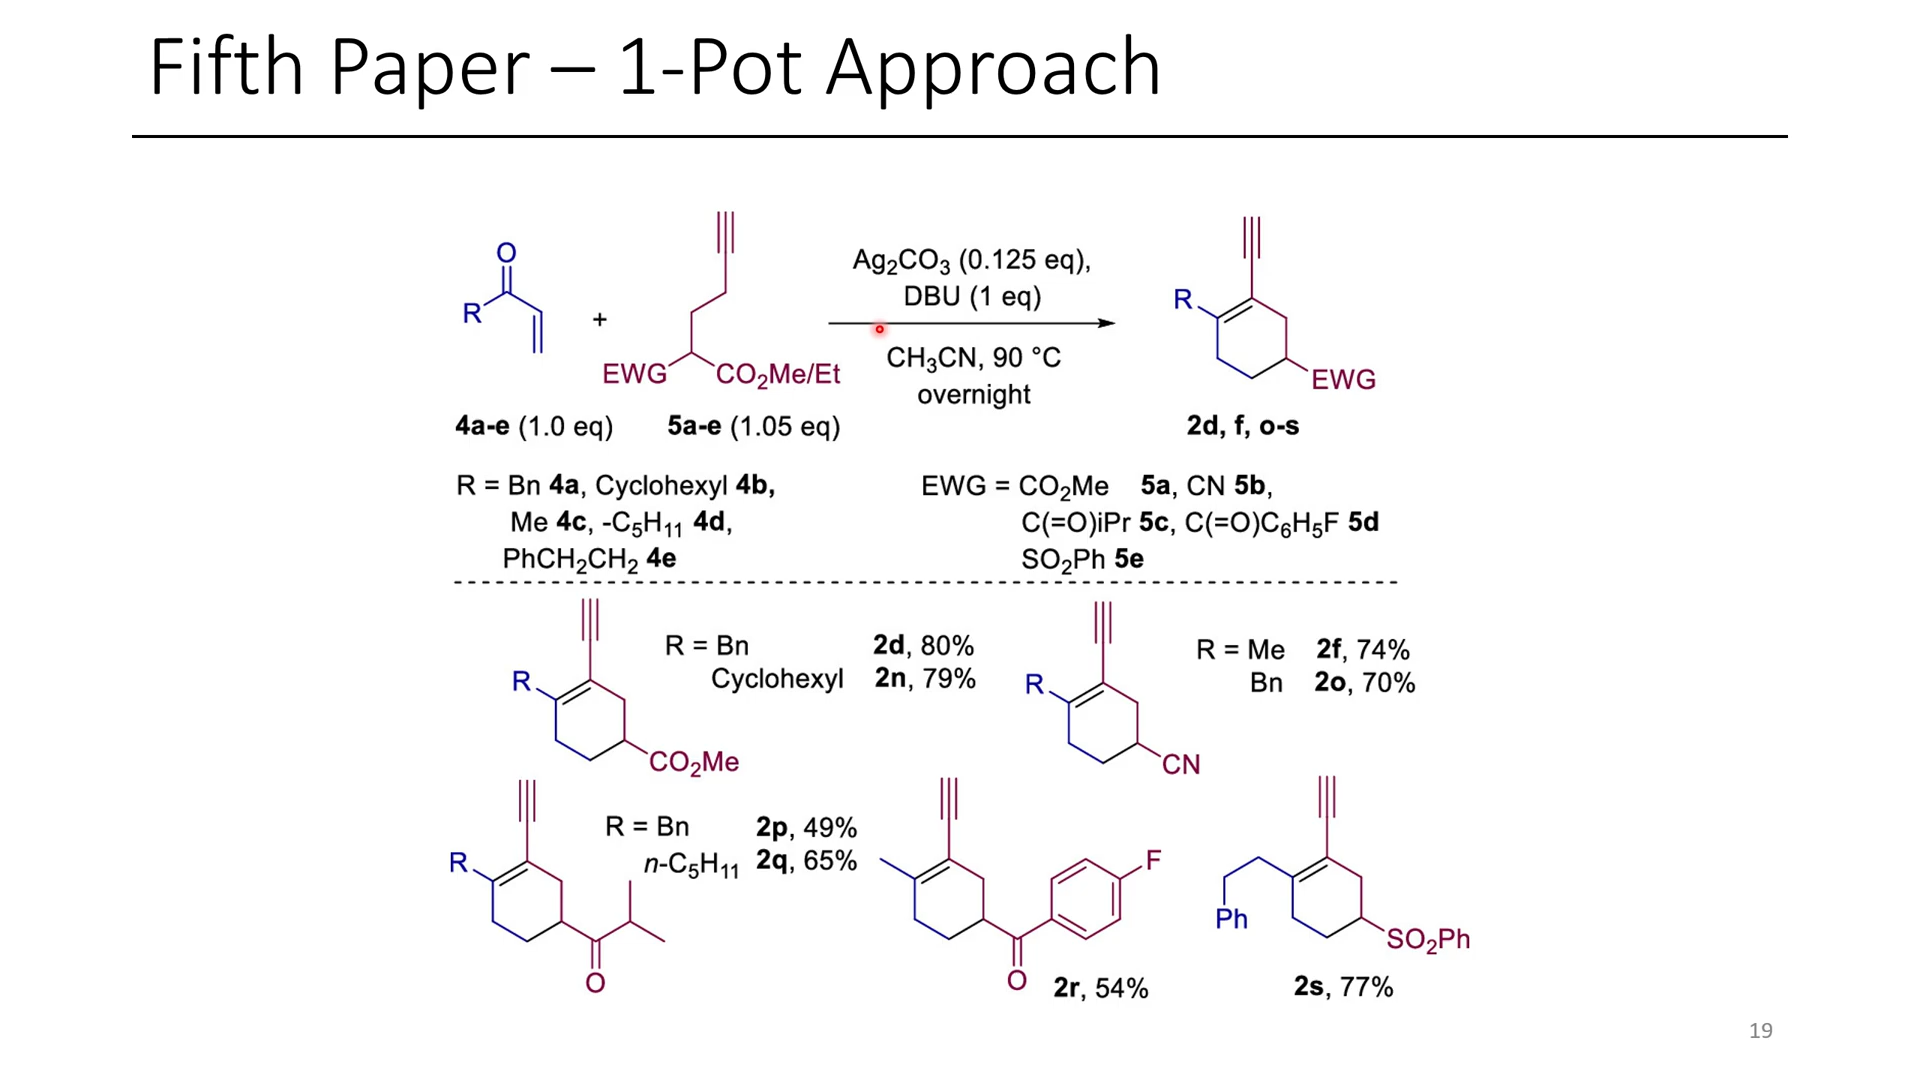 Fifth Paper – 1-Pot Approach
O
R
+
EWG
CO₂Me/Et
Ag₂CO₃ (0.125 eq),
DBU (1 eq)
CH₃CN, 90 °C
overnight
R
EWG
4a-e (1.0 eq)
5a-e (1.05 eq)
2d, f, o-s
R = Bn 4a, Cyclohexyl 4b,
Me 4c, -C₅H₁₁ 4d,
PhCH₂CH₂ 4e
EWG = CO₂Me 5a, CN 5b,
C(=O)iPr 5c, C(=O)C₆H₅F 5d
SO₂Ph 5e
R
CO₂Me
R = Bn 2d, 80%
Cyclohexyl 2n, 79%
R
CN
R = Me 2f, 74%
Bn 2o, 70%
R
O
R = Bn 2p, 49%
n-C₅H₁₁ 2q, 65%
F
O
2r, 54%
Ph
SO₂Ph
2s, 77%
19